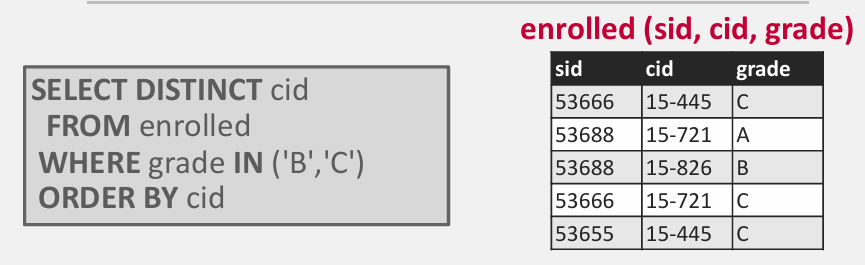 enrolled (sid, cid, grade)
SELECT DISTINCT cid
FROM enrolled
WHERE grade IN ('B','C')
ORDER BY cid
sid cid grade
53666 15-445 C
53688 15-721 A
53688 15-826 B
53666 15-721 C
53655 15-445 C